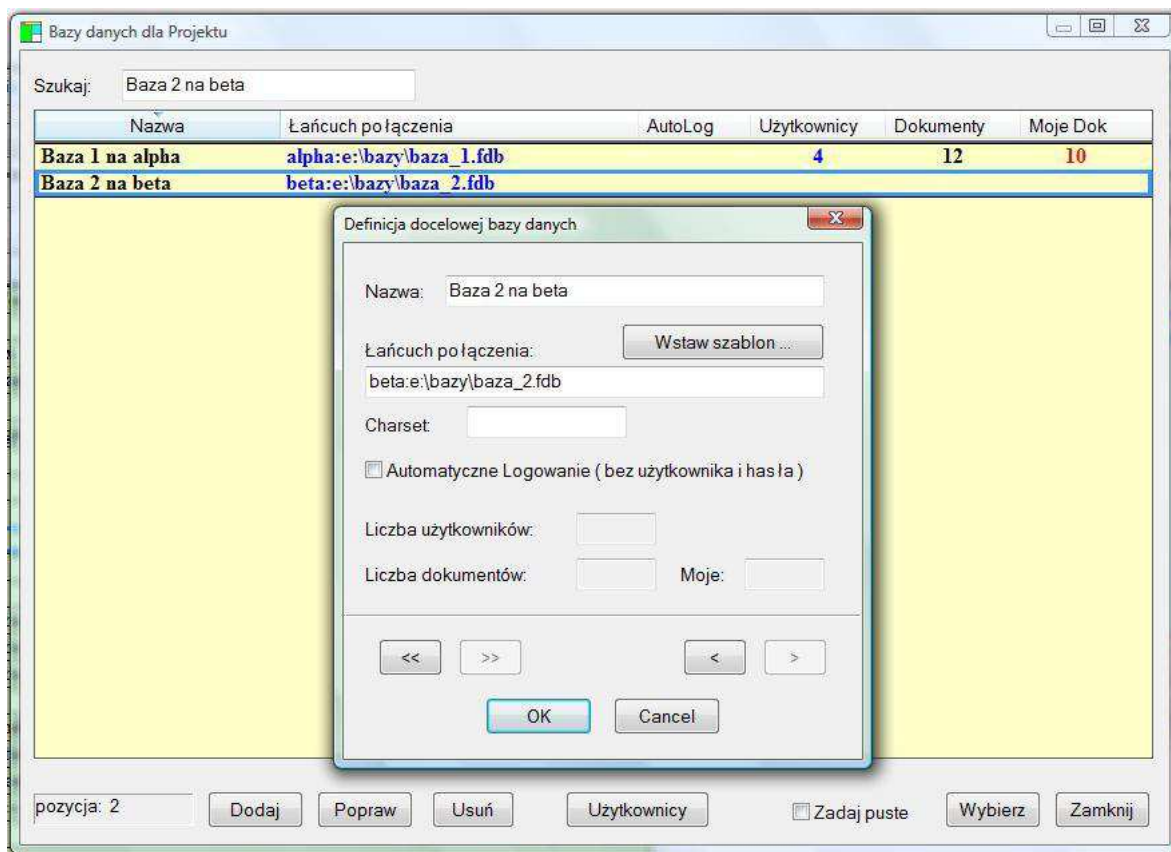 Bazy danych dla Projektu
Szukaj: Baza 2 na beta
Nazwa Łańcuch połączenia AutoLog Użytkownicy Dokumenty Moje Dok
Baza 1 na alpha alpha:e:\bazy\baza_1.fdb 4 12 10
Baza 2 na beta beta:e:\bazy\baza_2.fdb
Definicja docelowej bazy danych
Nazwa: Baza 2 na beta
Łańcuch połączenia: Wstaw szablon ...
beta:e:\bazy\baza_2.fdb
Charset:
Automatyczne Logowanie ( bez użytkownika i hasła )
Liczba użytkowników:
Liczba dokumentów: Moje:
<< >> < >
OK Cancel
pozycja: 2 Dodaj Popraw Usuń Użytkownicy Zadaj puste Wybierz Zamknij